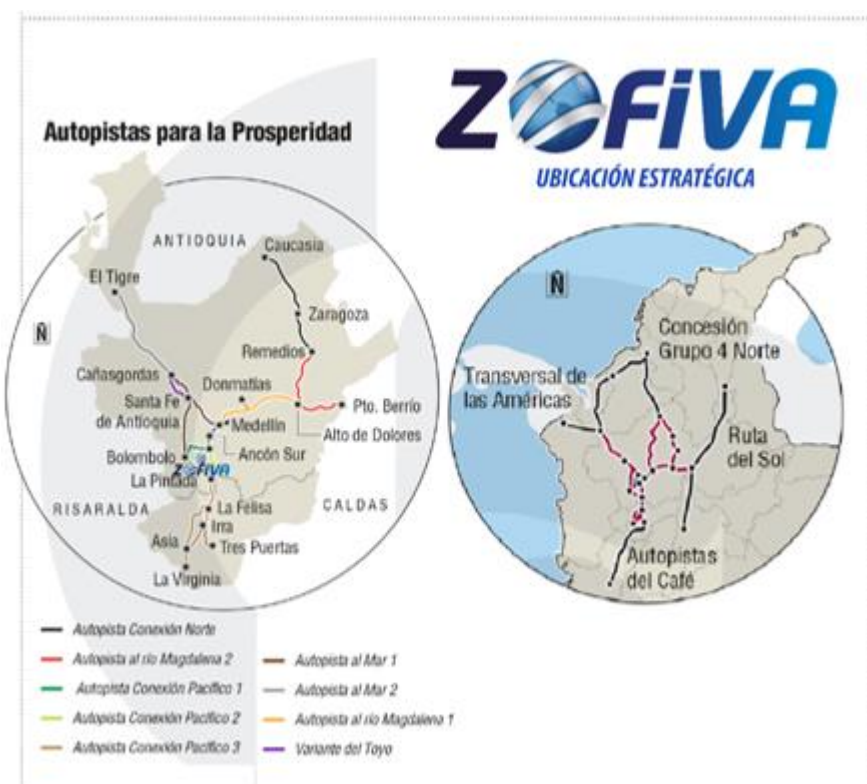 ZOFIVA
UBICACIÓN ESTRATÉGICA
Autopistas para la Prosperidad
ANTIOQUIA
Caucasia
El Tigre
Ñ
Zaragoza
Remedios
Cañasgordas
Donmatías
Santa Fe
de Antioquia
Pto. Berrío
Medellín
Alto de Dolores
Bolombolo
Ancón Sur
ZOFIVA
La Pintada
RISARALDA
La Felisa
CALDAS
Irra
Asia
Tres Puertas
La Virginia
Ñ
Concesión
Grupo 4 Norte
Transversal de
las Américas
Ruta
del Sol
Autopistas
del Café
Autopista Conexión Norte
Autopista al río Magdalena 2
Autopista Conexión Pacífico 1
Autopista Conexión Pacífico 2
Autopista Conexión Pacífico 3
Autopista al Mar 1
Autopista al Mar 2
Autopista al río Magdalena 1
Variante del Toyo